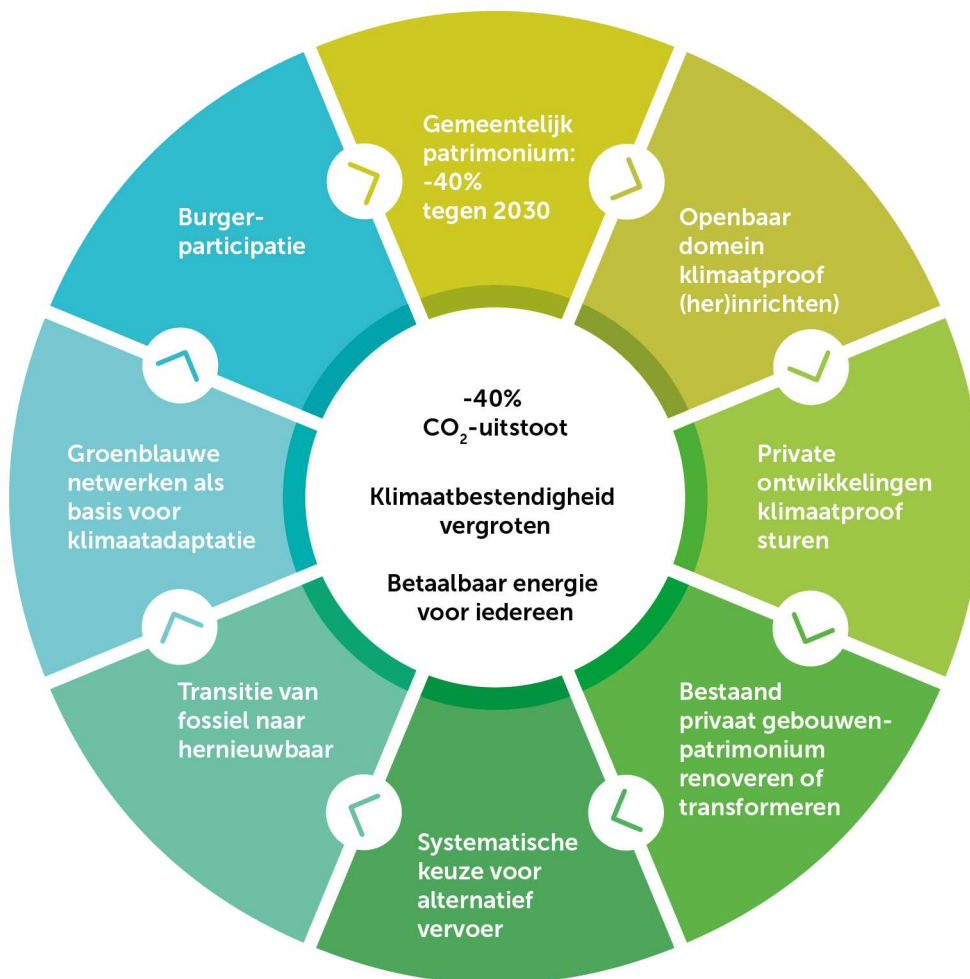 Gemeentelijk
patrimonium:
-40%
tegen 2030
Openbaar
domein
klimaatproof
(her)inrichten)
Private
ontwikkelingen
klimaatproof
sturen
Bestaand
privaat gebouwen-
patrimonium
renoveren of
transformeren
Systematische
keuze voor
alternatief
vervoer
Transitie van
fossiel naar
hernieuwbaar
Groenblauwe
netwerken als
basis voor
klimaatadaptatie
Burger-
participatie
-40%
CO₂-uitstoot
Klimaatbestendigheid
vergroten
Betaalbaar energie
voor iedereen